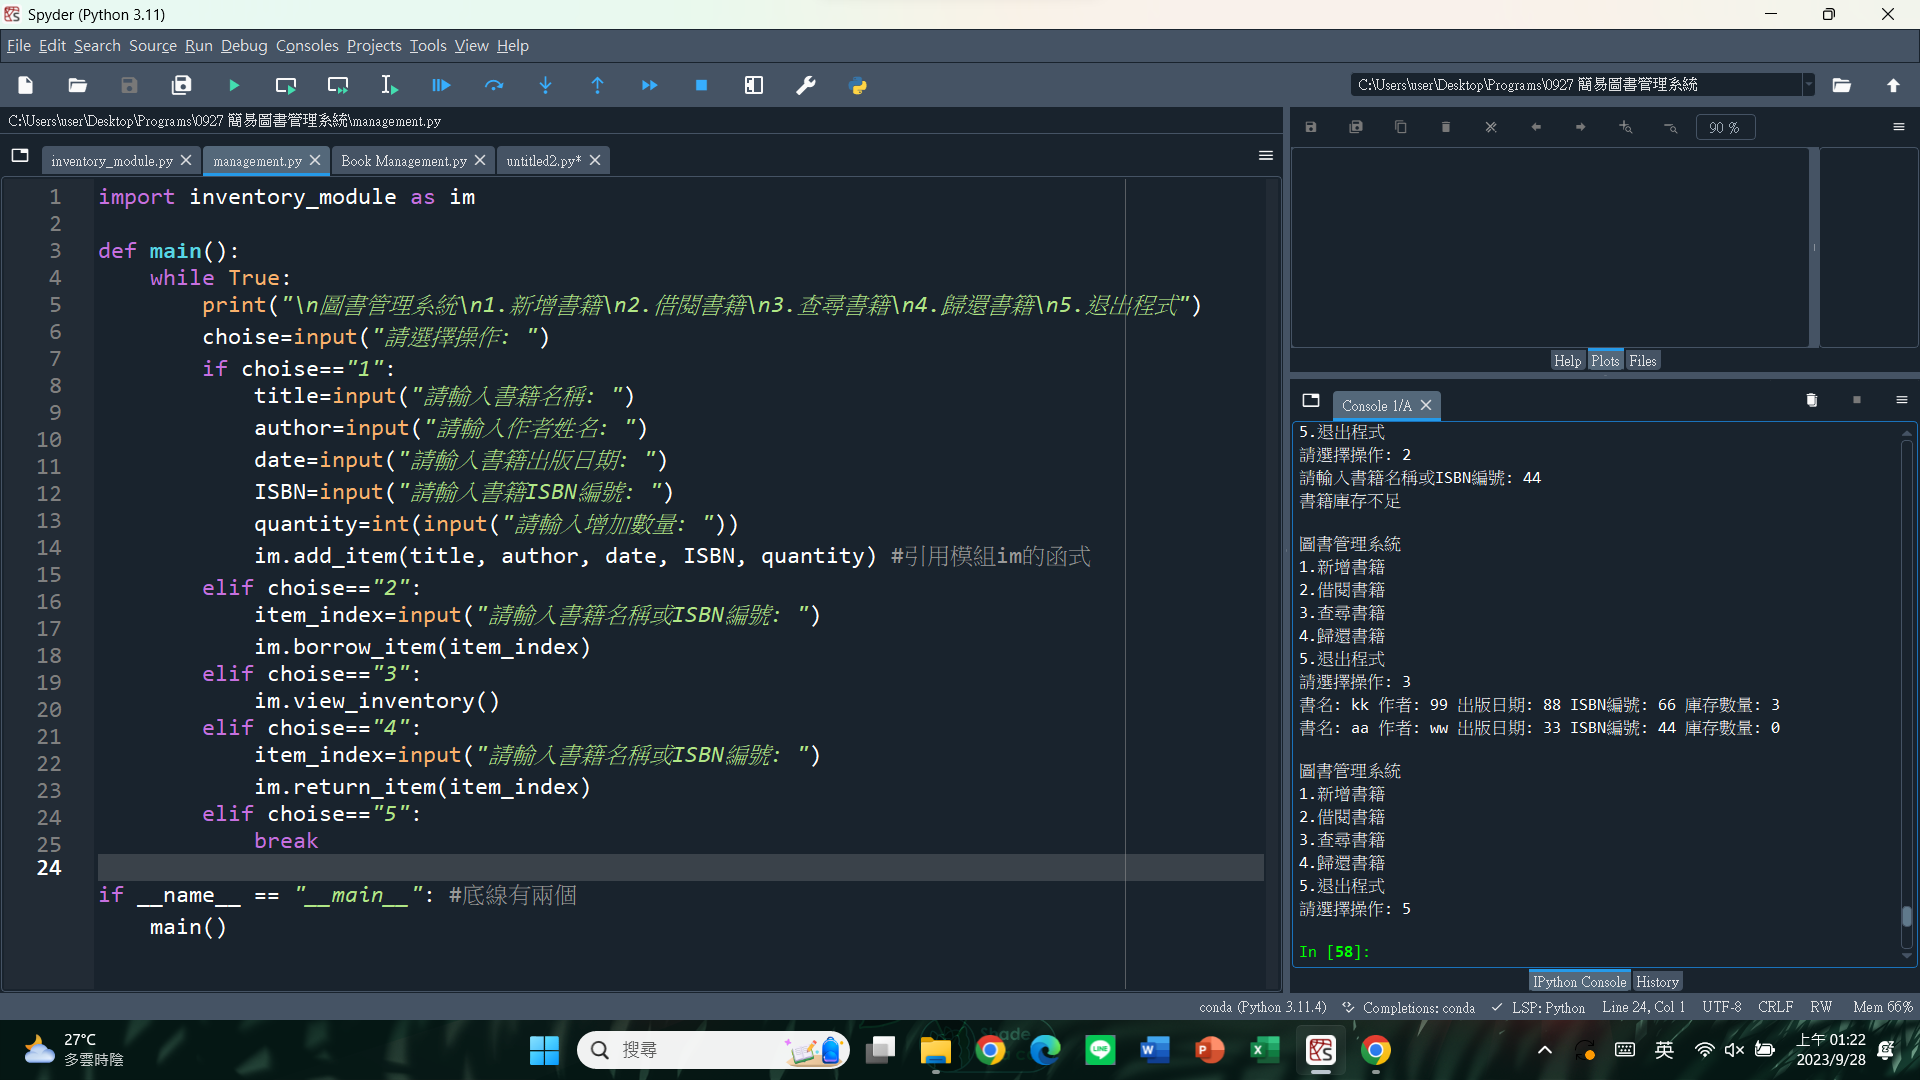 Spyder (Python 3.11)
File Edit Search Source Run Debug Consoles Projects Tools View Help
C:\Users\user\Desktop\Programs\0927 簡易圖書管理系統
C:\Users\user\Desktop\Programs\0927 簡易圖書管理系統\management.py
inventory_module.py management.py Book Management.py untitled2.py*
1 import inventory_module as im
2
3 def main():
4 while True:
5 print("\n圖書管理系統\n1.新增書籍\n2.借閱書籍\n3.查尋書籍\n4.歸還書籍\n5.退出程式")
6 choise=input("請選擇操作: ")
7 if choise=="1":
8 title=input("請輸入書籍名稱: ")
9 author=input("請輸入作者姓名: ")
10 date=input("請輸入書籍出版日期: ")
11 ISBN=input("請輸入書籍ISBN編號: ")
12 quantity=int(input("請輸入增加數量: "))
13 im.add_item(title, author, date, ISBN, quantity) #引用模組im的函式
14 elif choise=="2":
15 item_index=input("請輸入書籍名稱或ISBN編號: ")
16 im.borrow_item(item_index)
17 elif choise=="3":
18 im.view_inventory()
19 elif choise=="4":
20 item_index=input("請輸入書籍名稱或ISBN編號: ")
21 im.return_item(item_index)
22 elif choise=="5":
23 break
24
25 if __name__ == "__main__": #底線有兩個
main()
24
90 %
Help Plots Files
Console 1/A
5.退出程式
請選擇操作: 2
請輸入書籍名稱或ISBN編號: 44
書籍庫存不足
圖書管理系統
1.新增書籍
2.借閱書籍
3.查尋書籍
4.歸還書籍
5.退出程式
請選擇操作: 3
書名: kk 作者: 99 出版日期: 88 ISBN編號: 66 庫存數量: 3
書名: aa 作者: ww 出版日期: 33 ISBN編號: 44 庫存數量: 0
圖書管理系統
1.新增書籍
2.借閱書籍
3.查尋書籍
4.歸還書籍
5.退出程式
請選擇操作: 5
In [58]:
IPython Console History
conda (Python 3.11.4) Completions: conda LSP: Python Line 24, Col 1 UTF-8 CRLF RW Mem 66%
27°C
多雲時陰
搜尋
英
上午 01:22
2023/9/28